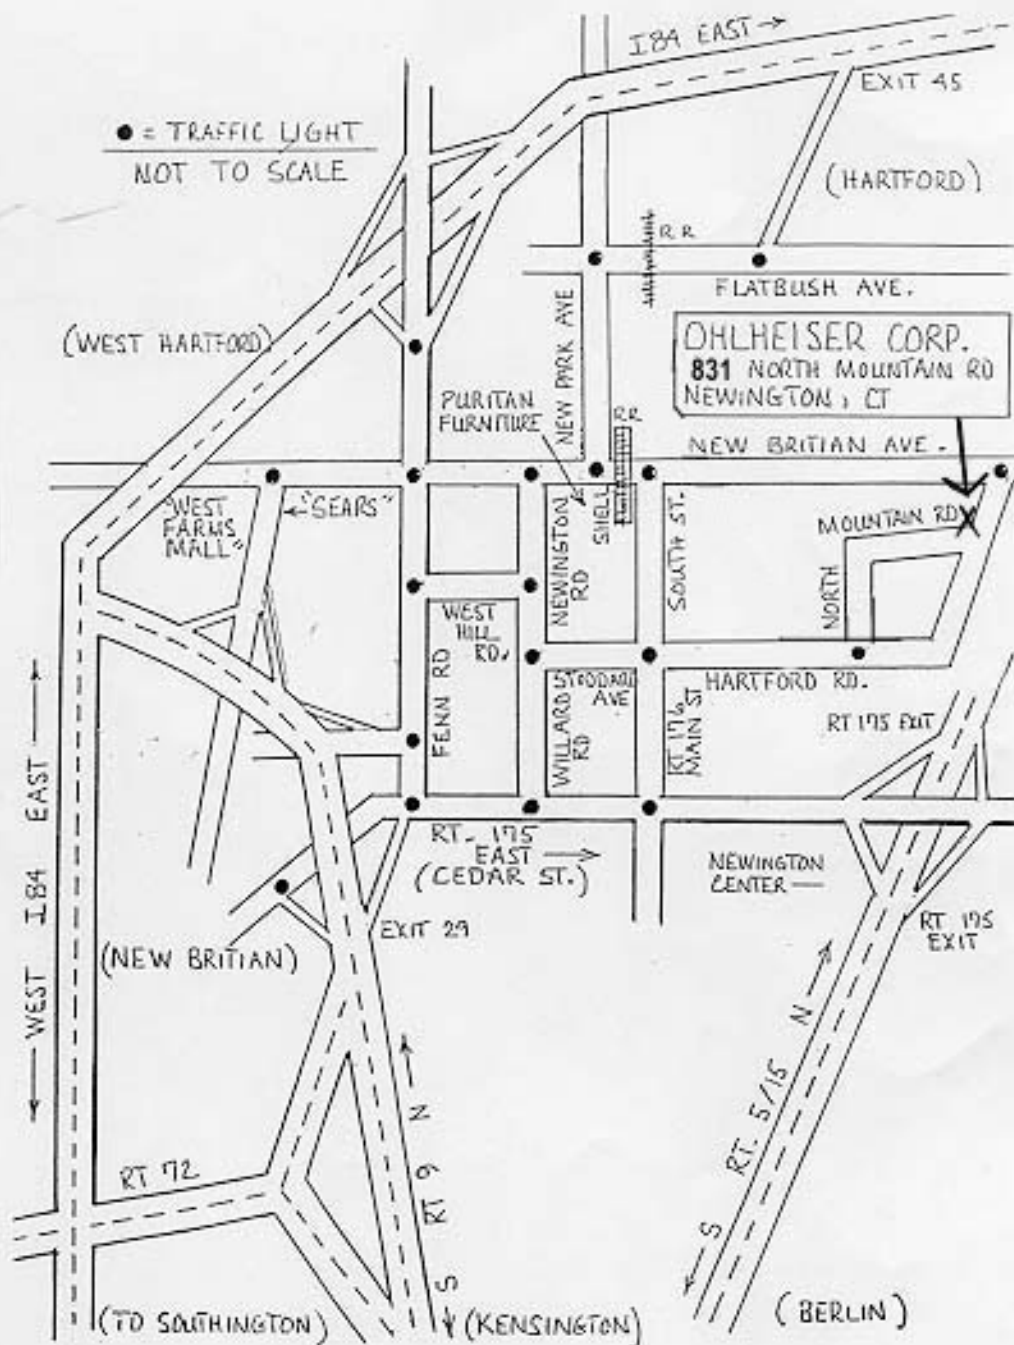 I84 EAST →
EXIT 45
● = TRAFFIC LIGHT
NOT TO SCALE
(HARTFORD)
R R
FLATBUSH AVE.
(WEST HARTFORD)
NEW PARK AVE
OHLHEISER CORP.
831 NORTH MOUNTAIN RD
NEWINGTON, CT
PURITAN
FURNITURE
RR
NEW BRITIAN AVE.
"WEST
FARMS
MALL"
"SEARS"
NEWINGTON
RD
SHELL
SOUTH ST.
MOUNTAIN RD X
NORTH
WEST
HILL
RD.
FENN RD
WILLARD
RD
STODDARD
AVE
RT 176
MAIN ST
HARTFORD RD.
RT 175 EXIT
RT. 175
EAST →
(CEDAR ST.)
NEWINGTON
CENTER —
RT 175
EXIT
EXIT 29
(NEW BRITIAN)
← WEST I84 EAST →
RT 72
N →
RT 9
S →
N →
RT. 5/15
← S
(TO SOUTHINGTON)
(KENSINGTON)
(BERLIN)